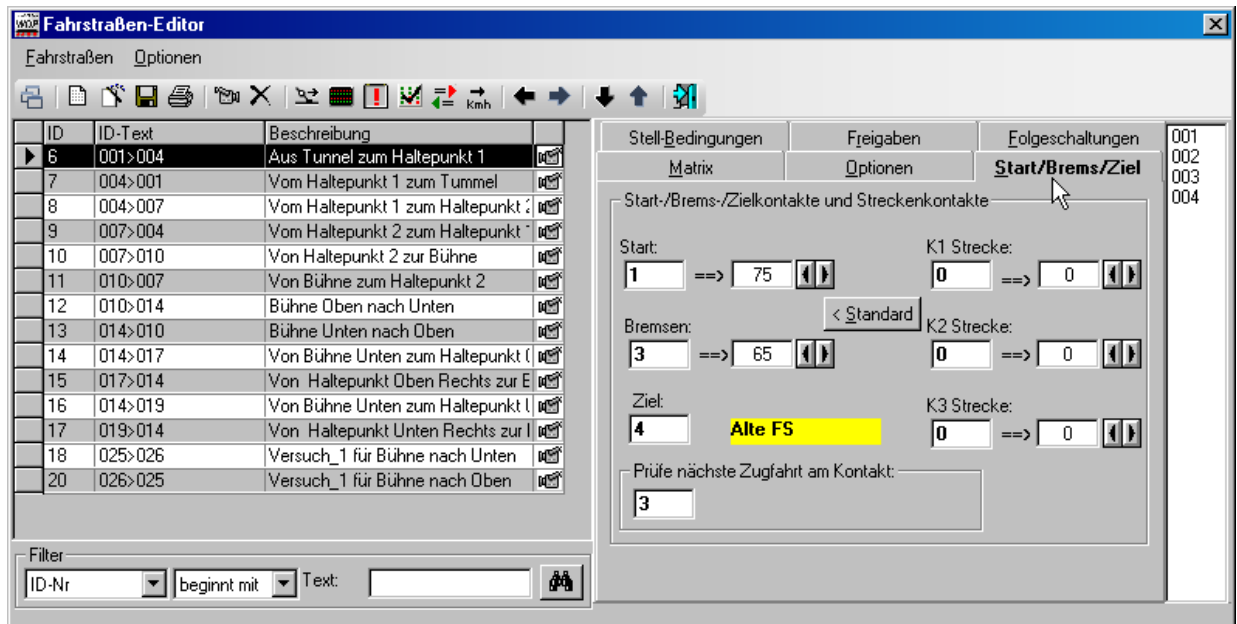 WDP Fahrstraßen-Editor
Fahrstraßen Optionen
Kmh
ID ID-Text Beschreibung
6 001>004 Aus Tunnel zum Haltepunkt 1
7 004>001 Vom Haltepunkt 1 zum Tummel
8 004>007 Vom Haltepunkt 1 zum Haltepunkt
9 007>004 Vom Haltepunkt 2 zum Haltepunkt
10 007>010 Von Haltepunkt 2 zur Bühne
11 010>007 Von Bühne zum Haltepunkt 2
12 010>014 Bühne Oben nach Unten
13 014>010 Bühne Unten nach Oben
14 014>017 Von Bühne Unten zum Haltepunkt
15 017>014 Von Haltepunkt Oben Rechts zur
16 014>019 Von Bühne Unten zum Haltepunkt
17 019>014 Von Haltepunkt Unten Rechts zur
18 025>026 Versuch_1 für Bühne nach Unten
20 026>025 Versuch_1 für Bühne nach Oben
Filter
ID-Nr beginnt mit Text:
Stell-Bedingungen Freigaben Folgeschaltungen
Matrix Optionen Start/Brems/Ziel
Start-/Brems-/Zielkontakte und Streckenkontakte
Start: K1 Strecke:
1 ==> 75 0 ==> 0
< Standard
Bremsen: K2 Strecke:
3 ==> 65 0 ==> 0
Ziel: K3 Strecke:
4 Alte FS 0 ==> 0
Prüfe nächste Zugfahrt am Kontakt:
3
001
002
003
004